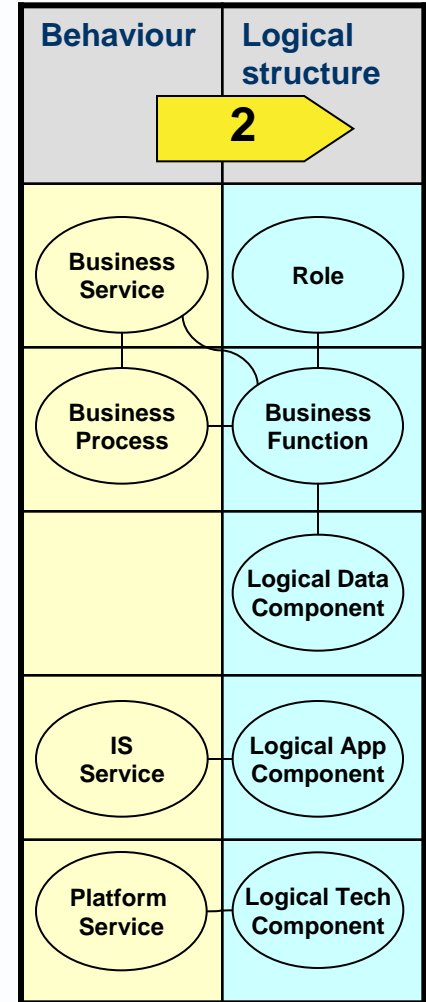 Behaviour
Logical
structure
2
Business
Service
Role
Business
Process
Business
Function
Logical Data
Component
IS
Service
Logical App
Component
Platform
Service
Logical Tech
Component